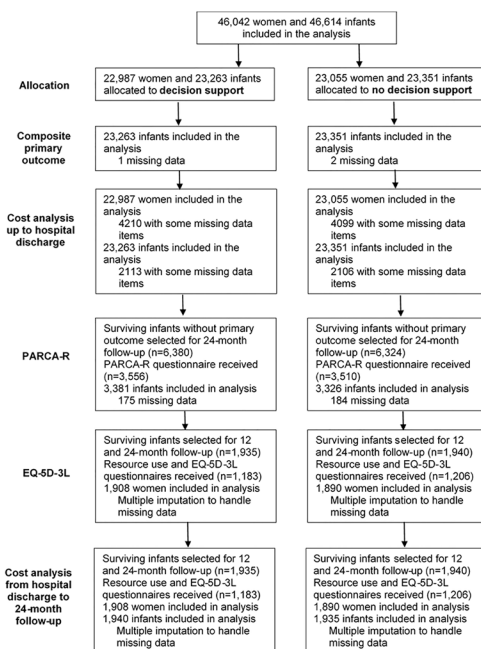 46,042 women and 46,614 infants
included in the analysis
Allocation
22,987 women and 23,263 infants
allocated to decision support
23,055 women and 23,351 infants
allocated to no decision support
Composite
primary
outcome
23,263 infants included in the
analysis
1 missing data
23,351 infants included in the
analysis
2 missing data
Cost analysis
up to hospital
discharge
22,987 women included in the
analysis
4210 with some missing data
items
23,263 infants included in the
analysis
2113 with some missing data
items
23,055 women included in the
analysis
4099 with some missing data
items
23,351 infants included in the
analysis
2106 with some missing data
items
PARCA-R
Surviving infants without primary
outcome selected for 24-month
follow-up (n=6,380)
PARCA-R questionnaire received
(n=3,556)
3,381 infants included in analysis
175 missing data
Surviving infants without primary
outcome selected for 24-month
follow-up (n=6,324)
PARCA-R questionnaire received
(n=3,510)
3,326 infants included in analysis
184 missing data
EQ-5D-3L
Surviving infants selected for 12
and 24-month follow-up (n=1,935)
Resource use and EQ-5D-3L
questionnaires received (n=1,183)
1,908 women included in analysis
Multiple imputation to handle
missing data
Surviving infants selected for 12
and 24-month follow-up (n=1,940)
Resource use and EQ-5D-3L
questionnaires received (n=1,206)
1,890 women included in analysis
Multiple imputation to handle
missing data
Cost analysis
from hospital
discharge to
24-month
follow-up
Surviving infants selected for 12
and 24-month follow-up (n=1,935)
Resource use and EQ-5D-3L
questionnaires received (n=1,183)
1,908 women included in analysis
1,940 infants included in analysis
Multiple imputation to handle
missing data
Surviving infants selected for 12
and 24-month follow-up (n=1,940)
Resource use and EQ-5D-3L
questionnaires received (n=1,206)
1,890 women included in analysis
1,935 infants included in analysis
Multiple imputation to handle
missing data